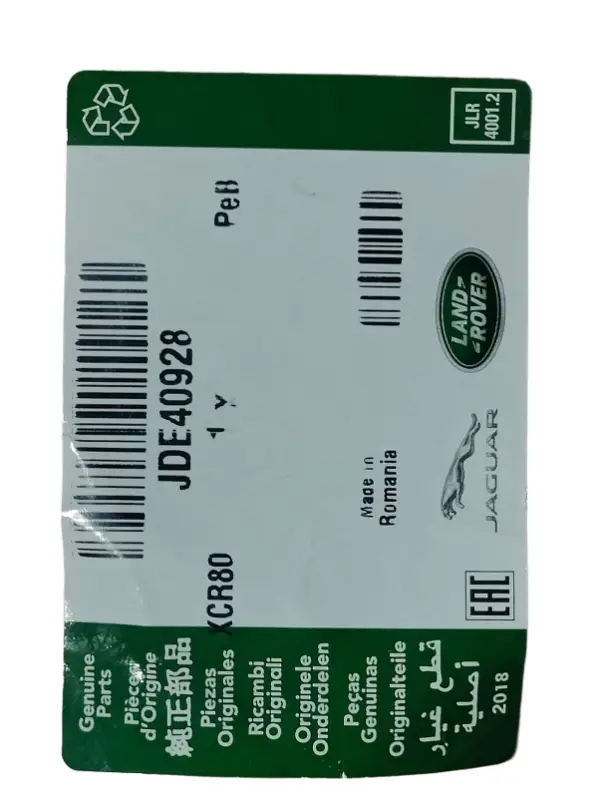 Genuine
Parts
Pièces
d'Origine
純正部品
Piezas
Originales
Ricambi
Originali
Originele
Onderdelen
Peças
Genuinas
Originalteile
قطع غيار
أصلية
2018
JDE40928
XCR80
1
Y
PeB
Made in
Romania
EAC
JAGUAR
LAND
ROVER
JLR
4001.2